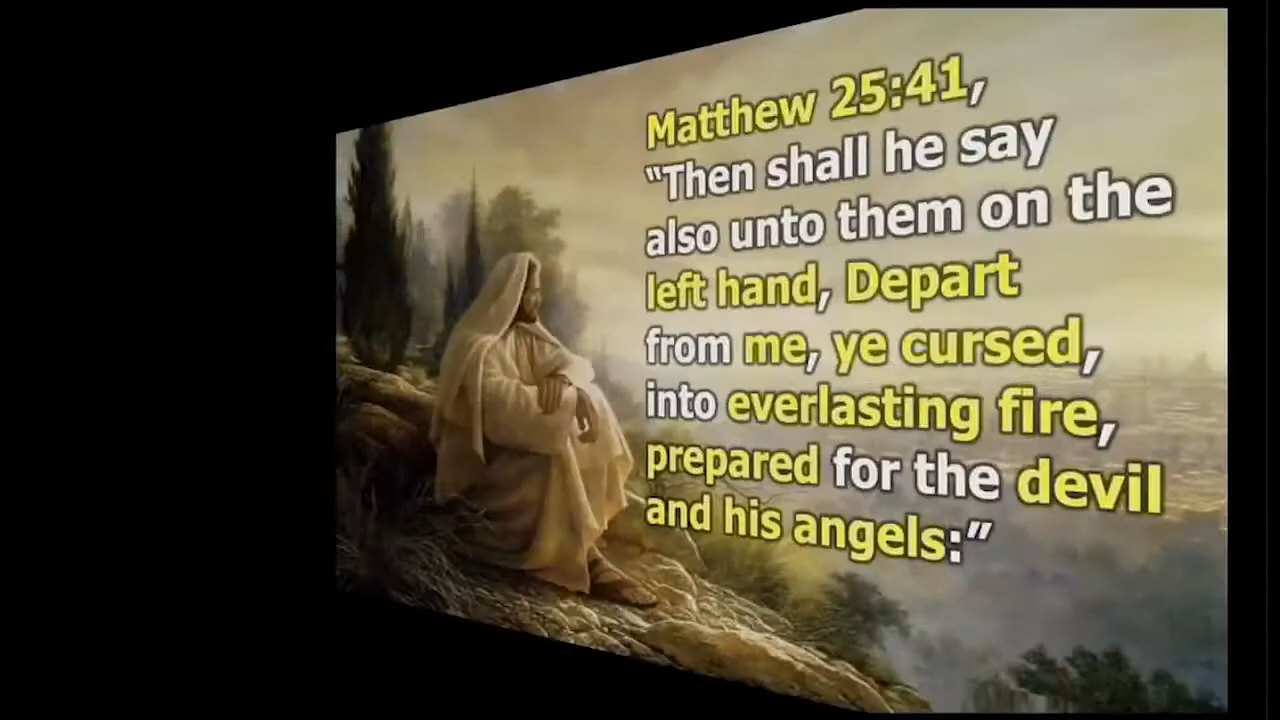 Matthew 25:41,
“Then shall he say
also unto them on the
left hand, Depart
from me, ye cursed,
into everlasting fire,
prepared for the devil
and his angels:”